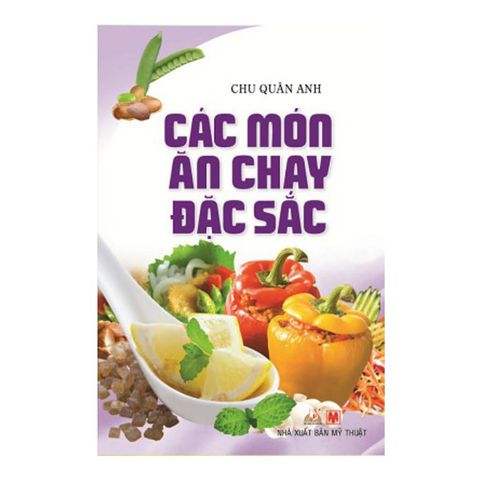 CHU QUÂN ANH
CÁC MÓN
ĂN CHAY
ĐẶC SẮC
NHÀ XUẤT BẢN MỸ THUẬT